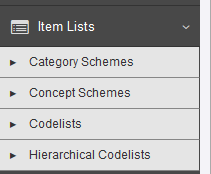 Item Lists
Category Schemes
Concept Schemes
Codelists
Hierarchical Codelists